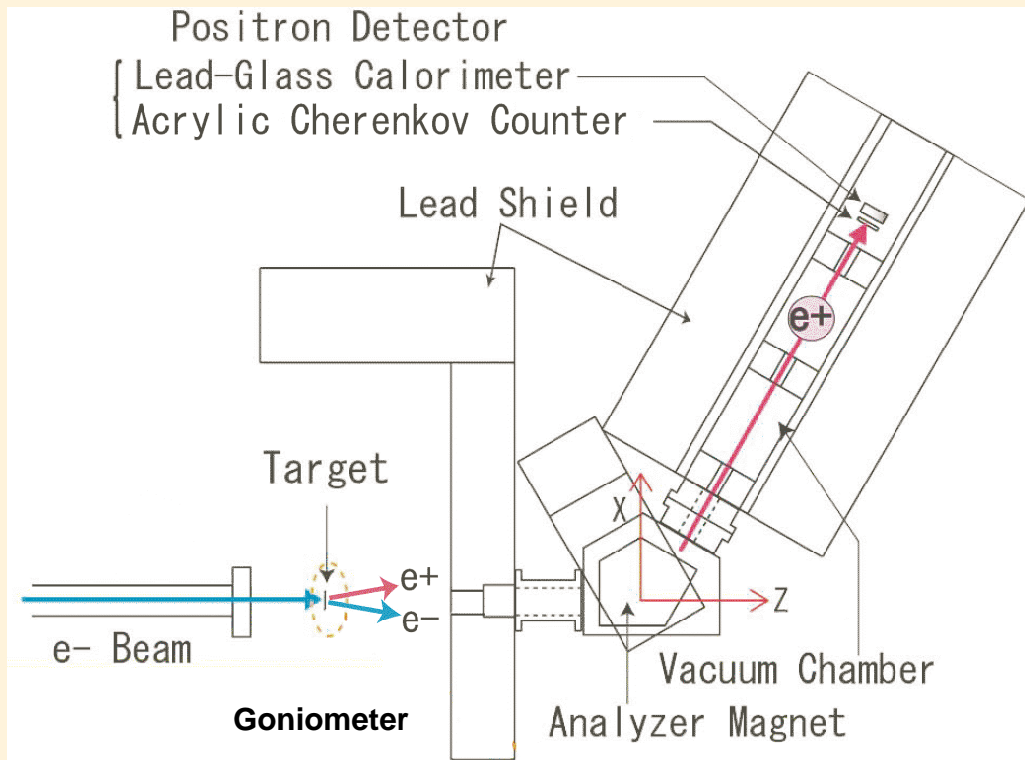 Positron Detector
Lead-Glass Calorimeter
Acrylic Cherenkov Counter
Lead Shield
e+
Target
X
e+
Z
e-
e- Beam
Vacuum Chamber
Goniometer
Analyzer Magnet